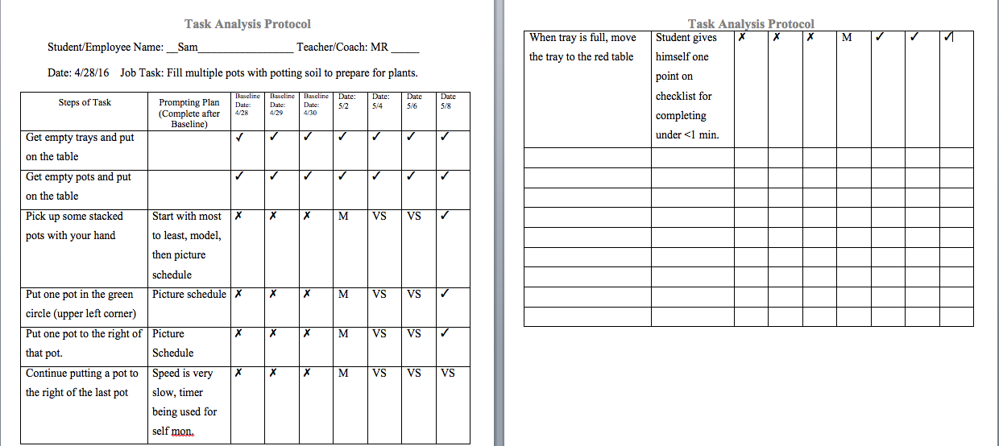 Task Analysis Protocol
Student/Employee Name: __Sam_________________ Teacher/Coach: MR _____
Date: 4/28/16 Job Task: Fill multiple pots with potting soil to prepare for plants.
Steps of Task | Prompting Plan (Complete after Baseline) | Baseline Date: 4/28 | Baseline Date: 4/29 | Baseline Date: 4/30 | Date: 5/2 | Date: 5/4 | Date 5/6 | Date 5/8
Get empty trays and put on the table | | ✓ | ✓ | ✓ | ✓ | ✓ | ✓ | ✓
Get empty pots and put on the table | | ✓ | ✓ | ✓ | ✓ | ✓ | ✓ | ✓
Pick up some stacked pots with your hand | Start with most to least, model, then picture schedule | ✗ | ✗ | ✗ | M | VS | VS | ✓
Put one pot in the green circle (upper left corner) | Picture schedule | ✗ | ✗ | ✗ | M | VS | VS | ✓
Put one pot to the right of that pot. | Picture Schedule | ✗ | ✗ | ✗ | M | VS | VS | ✓
Continue putting a pot to the right of the last pot | Speed is very slow, timer being used for self mon. | ✗ | ✗ | ✗ | M | VS | VS | VS
Task Analysis Protocol
When tray is full, move the tray to the red table | Student gives himself one point on checklist for completing under <1 min. | ✗ | ✗ | ✗ | M | ✓ | ✓ | ✓